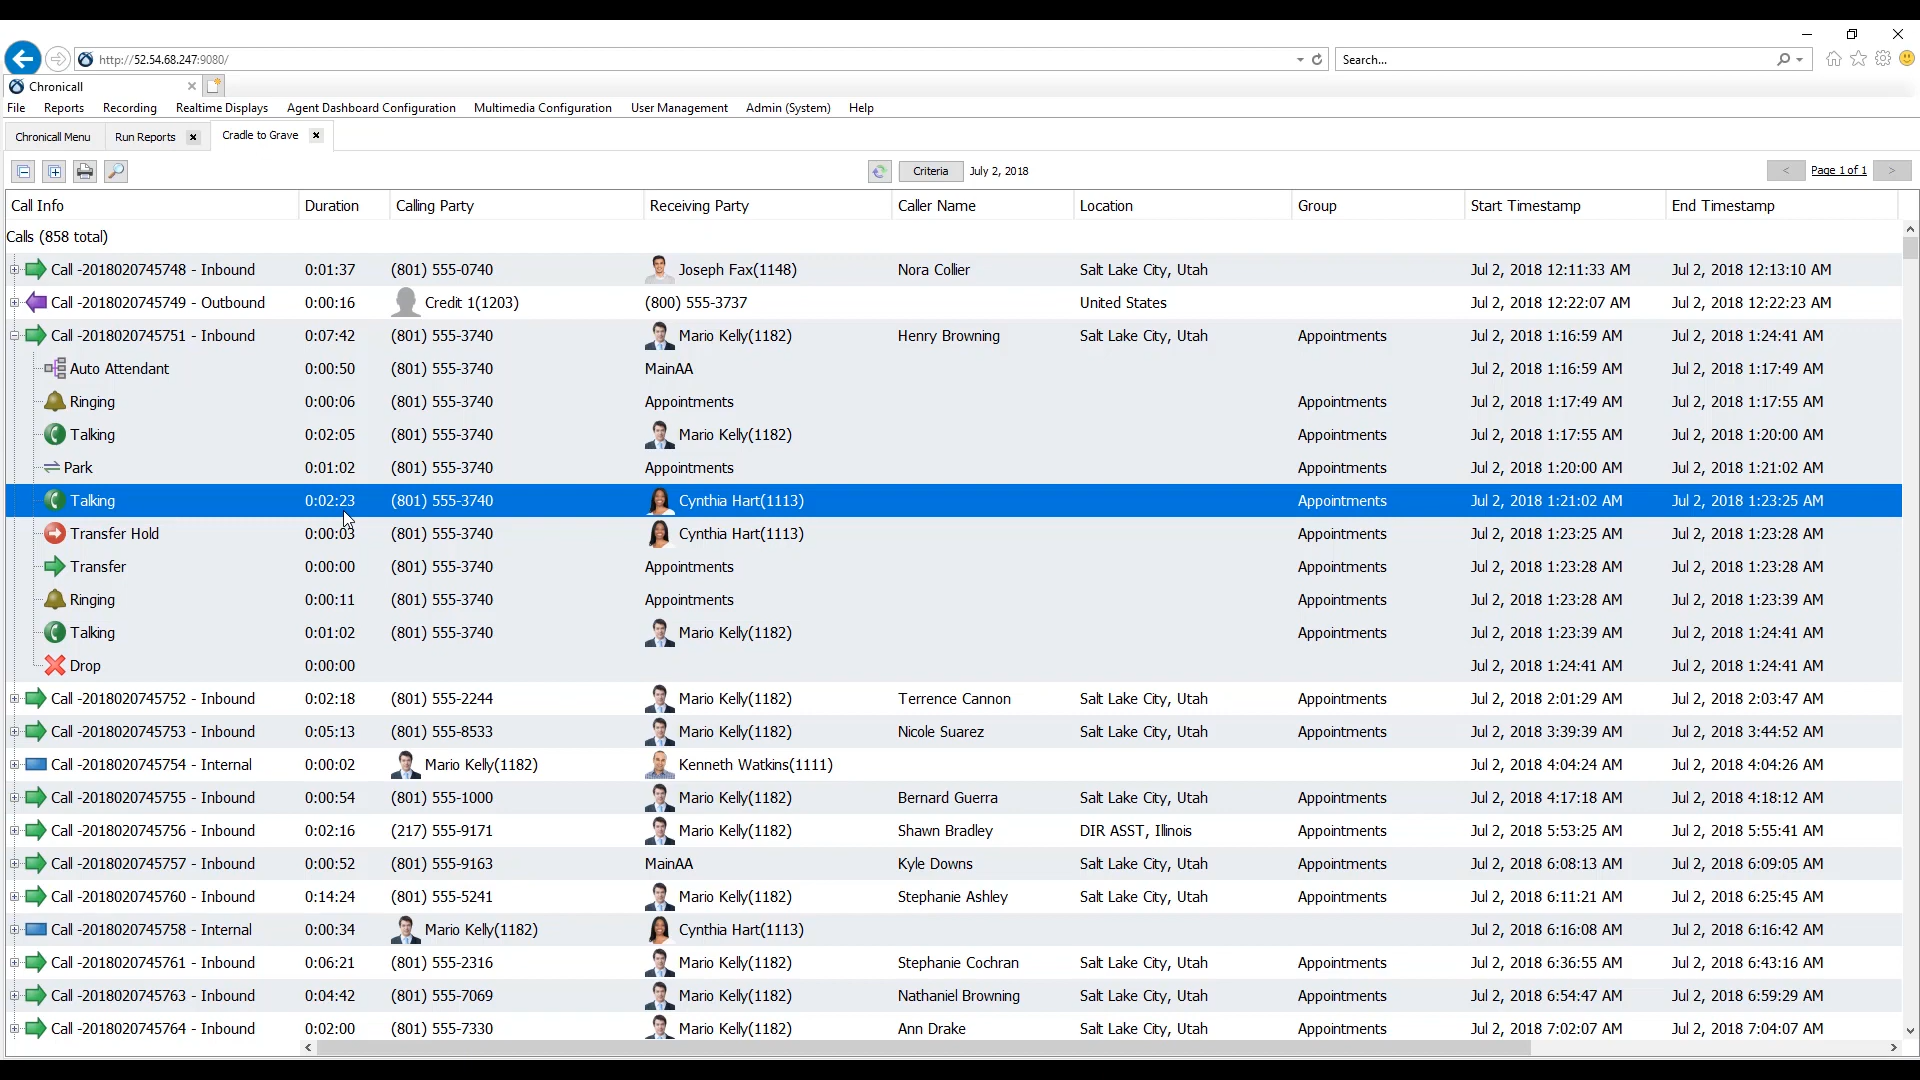 http://52.54.68.247:9080/ Search...
Chronicall
File Reports Recording Realtime Displays Agent Dashboard Configuration Multimedia Configuration User Management Admin (System) Help
Chronicall Menu Run Reports Cradle to Grave
Criteria July 2, 2018 < Page 1 of 1 >
Call Info Duration Calling Party Receiving Party Caller Name Location Group Start Timestamp End Timestamp
Calls (858 total)
Call -2018020745748 - Inbound 0:01:37 (801) 555-0740 Joseph Fax(1148) Nora Collier Salt Lake City, Utah Jul 2, 2018 12:11:33 AM Jul 2, 2018 12:13:10 AM
Call -2018020745749 - Outbound 0:00:16 Credit 1(1203) (800) 555-3737 United States Jul 2, 2018 12:22:07 AM Jul 2, 2018 12:22:23 AM
Call -2018020745751 - Inbound 0:07:42 (801) 555-3740 Mario Kelly(1182) Henry Browning Salt Lake City, Utah Appointments Jul 2, 2018 1:16:59 AM Jul 2, 2018 1:24:41 AM
Auto Attendant 0:00:50 (801) 555-3740 MainAA Jul 2, 2018 1:16:59 AM Jul 2, 2018 1:17:49 AM
Ringing 0:00:06 (801) 555-3740 Appointments Appointments Jul 2, 2018 1:17:49 AM Jul 2, 2018 1:17:55 AM
Talking 0:02:05 (801) 555-3740 Mario Kelly(1182) Appointments Jul 2, 2018 1:17:55 AM Jul 2, 2018 1:20:00 AM
Park 0:01:02 (801) 555-3740 Appointments Appointments Jul 2, 2018 1:20:00 AM Jul 2, 2018 1:21:02 AM
Talking 0:02:23 (801) 555-3740 Cynthia Hart(1113) Appointments Jul 2, 2018 1:21:02 AM Jul 2, 2018 1:23:25 AM
Transfer Hold 0:00:03 (801) 555-3740 Cynthia Hart(1113) Appointments Jul 2, 2018 1:23:25 AM Jul 2, 2018 1:23:28 AM
Transfer 0:00:00 (801) 555-3740 Appointments Appointments Jul 2, 2018 1:23:28 AM Jul 2, 2018 1:23:28 AM
Ringing 0:00:11 (801) 555-3740 Appointments Appointments Jul 2, 2018 1:23:28 AM Jul 2, 2018 1:23:39 AM
Talking 0:01:02 (801) 555-3740 Mario Kelly(1182) Appointments Jul 2, 2018 1:23:39 AM Jul 2, 2018 1:24:41 AM
Drop 0:00:00 Jul 2, 2018 1:24:41 AM Jul 2, 2018 1:24:41 AM
Call -2018020745752 - Inbound 0:02:18 (801) 555-2244 Mario Kelly(1182) Terrence Cannon Salt Lake City, Utah Appointments Jul 2, 2018 2:01:29 AM Jul 2, 2018 2:03:47 AM
Call -2018020745753 - Inbound 0:05:13 (801) 555-8533 Mario Kelly(1182) Nicole Suarez Salt Lake City, Utah Appointments Jul 2, 2018 3:39:39 AM Jul 2, 2018 3:44:52 AM
Call -2018020745754 - Internal 0:00:02 Mario Kelly(1182) Kenneth Watkins(1111) Jul 2, 2018 4:04:24 AM Jul 2, 2018 4:04:26 AM
Call -2018020745755 - Inbound 0:00:54 (801) 555-1000 Mario Kelly(1182) Bernard Guerra Salt Lake City, Utah Appointments Jul 2, 2018 4:17:18 AM Jul 2, 2018 4:18:12 AM
Call -2018020745756 - Inbound 0:02:16 (217) 555-9171 Mario Kelly(1182) Shawn Bradley DIR ASST, Illinois Appointments Jul 2, 2018 5:53:25 AM Jul 2, 2018 5:55:41 AM
Call -2018020745757 - Inbound 0:00:52 (801) 555-9163 MainAA Kyle Downs Salt Lake City, Utah Appointments Jul 2, 2018 6:08:13 AM Jul 2, 2018 6:09:05 AM
Call -2018020745760 - Inbound 0:14:24 (801) 555-5241 Mario Kelly(1182) Stephanie Ashley Salt Lake City, Utah Appointments Jul 2, 2018 6:11:21 AM Jul 2, 2018 6:25:45 AM
Call -2018020745758 - Internal 0:00:34 Mario Kelly(1182) Cynthia Hart(1113) Jul 2, 2018 6:16:08 AM Jul 2, 2018 6:16:42 AM
Call -2018020745761 - Inbound 0:06:21 (801) 555-2316 Mario Kelly(1182) Stephanie Cochran Salt Lake City, Utah Appointments Jul 2, 2018 6:36:55 AM Jul 2, 2018 6:43:16 AM
Call -2018020745763 - Inbound 0:04:42 (801) 555-7069 Mario Kelly(1182) Nathaniel Browning Salt Lake City, Utah Appointments Jul 2, 2018 6:54:47 AM Jul 2, 2018 6:59:29 AM
Call -2018020745764 - Inbound 0:02:00 (801) 555-7330 Mario Kelly(1182) Ann Drake Salt Lake City, Utah Appointments Jul 2, 2018 7:02:07 AM Jul 2, 2018 7:04:07 AM